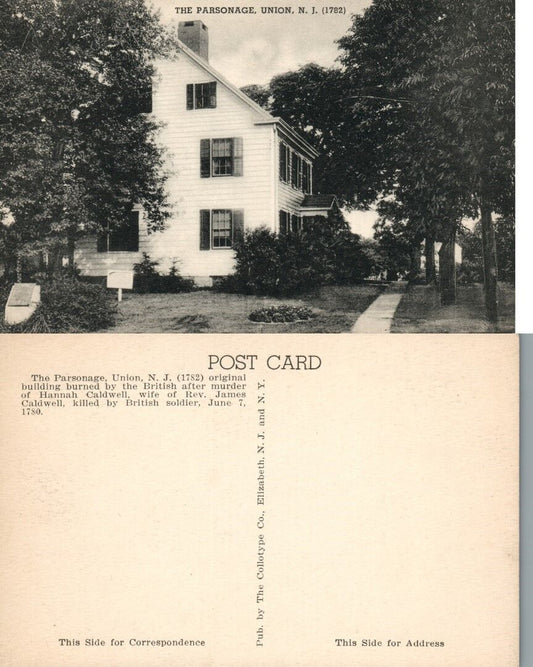 THE PARSONAGE, UNION, N. J. (1782)
POST CARD
The Parsonage, Union, N. J. (1782) original
building burned by the British after murder
of Hannah Caldwell, wife of Rev. James
Caldwell, killed by British soldier, June 7,
1780.
Pub. by The Collotype Co., Elizabeth, N. J. and N. Y.
This Side for Correspondence
This Side for Address